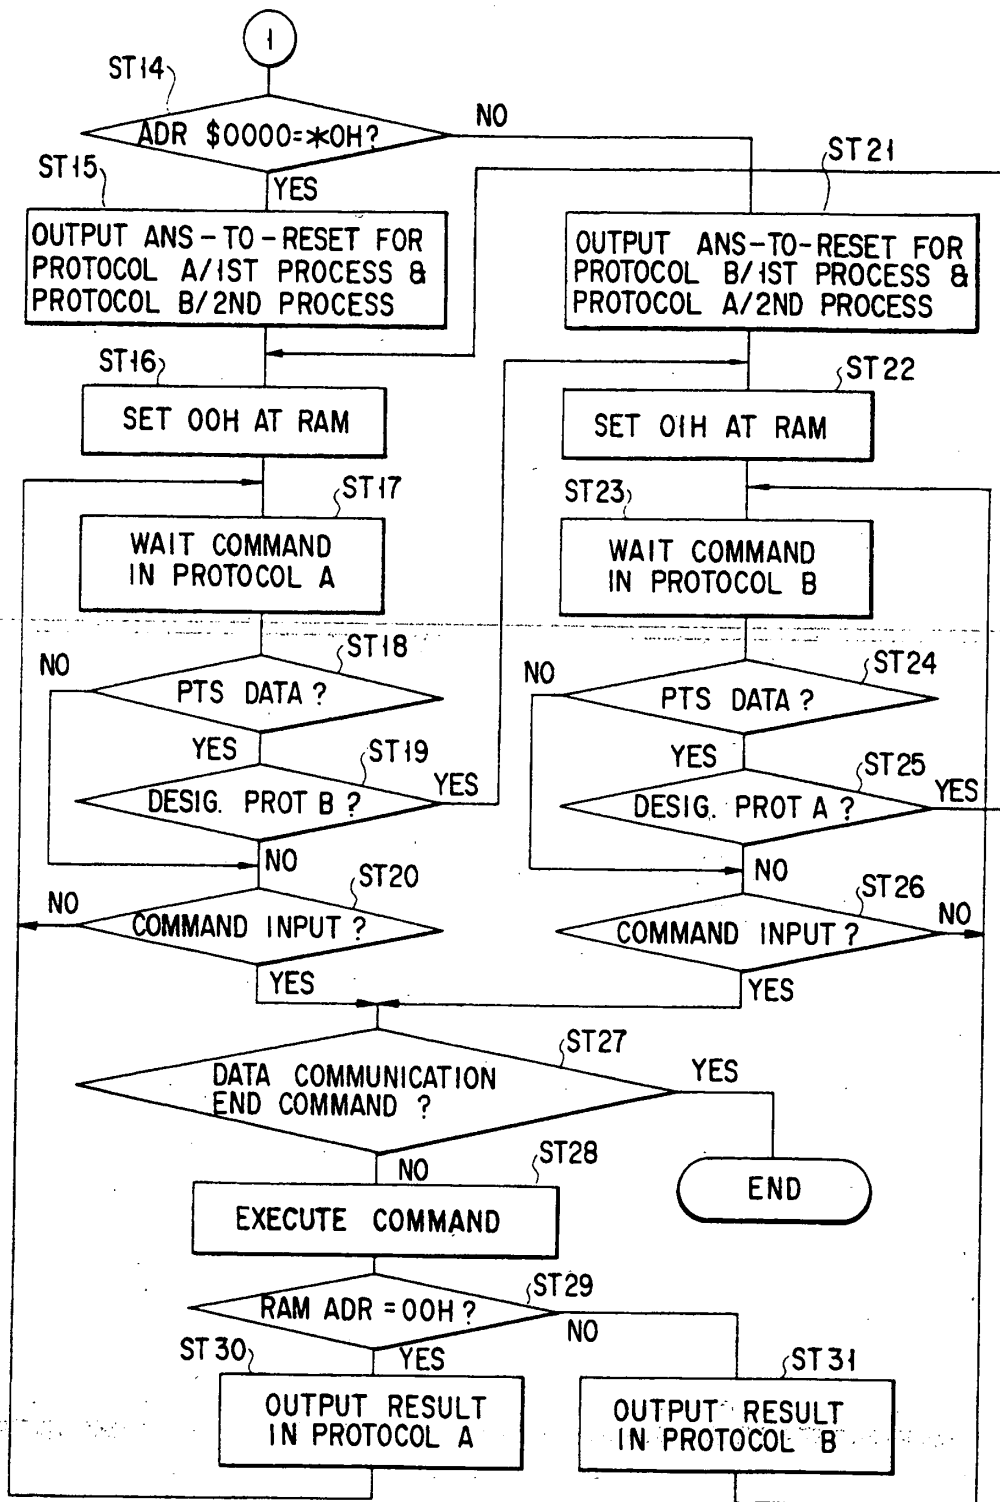 1
ST14
ADR $0000=*0H?
NO
YES
ST15
OUTPUT ANS-TO-RESET FOR
PROTOCOL A/1ST PROCESS &
PROTOCOL B/2ND PROCESS
ST21
OUTPUT ANS-TO-RESET FOR
PROTOCOL B/1ST PROCESS &
PROTOCOL A/2ND PROCESS
ST16
SET 00H AT RAM
ST22
SET 01H AT RAM
ST17
WAIT COMMAND
IN PROTOCOL A
ST23
WAIT COMMAND
IN PROTOCOL B
ST18
NO
PTS DATA ?
YES
ST24
NO
PTS DATA ?
YES
ST19
DESIG. PROT B ?
YES
NO
ST25
DESIG. PROT A ?
YES
NO
ST20
NO
COMMAND INPUT ?
YES
ST26
COMMAND INPUT ?
NO
YES
ST27
DATA COMMUNICATION
END COMMAND ?
YES
NO
END
ST28
EXECUTE COMMAND
ST29
RAM ADR = 00H ?
NO
YES
ST30
OUTPUT RESULT
IN PROTOCOL A
ST31
OUTPUT RESULT
IN PROTOCOL B